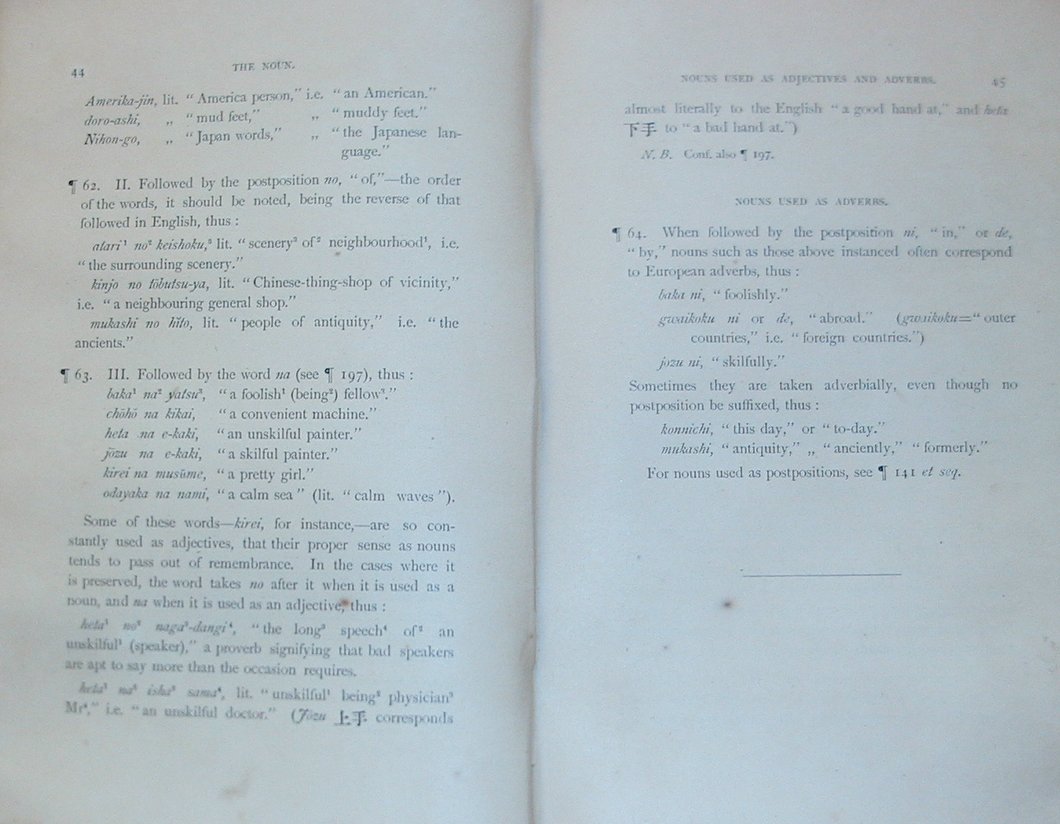 44
THE NOUN.
Amerika-jin, lit. “ America person,” i.e. “ an American.”
doro-ashi, „ “ mud feet,” „ “ muddy feet.”
Nihon-go, „ “ Japan words,” „ “ the Japanese lan-
guage.”
¶ 62. II. Followed by the postposition no, “ of,”—the order
of the words, it should be noted, being the reverse of that
followed in English, thus :
atari¹ no² keishoku,³ lit. “ scenery³ of² neighbourhood¹, i.e.
“ the surrounding scenery.”
kinjo no tōbutsu-ya, lit. “ Chinese-thing-shop of vicinity,”
i.e. “ a neighbouring general shop.”
mukashi no hito, lit. “ people of antiquity,” i.e. “ the
ancients.”
¶ 63. III. Followed by the word na (see ¶ 197), thus :
baka¹ na² yatsu³, “ a foolish¹ (being²) fellow³.”
chōhō na kikai, “ a convenient machine.”
heta na e-kaki, “ an unskilful painter.”
jōzu na e-kaki, “ a skilful painter.”
kirei na musume, “ a pretty girl.”
odayaka na nami, “ a calm sea ” (lit. “ calm waves ”).
Some of these words—kirei, for instance,—are so con-
stantly used as adjectives, that their proper sense as nouns
tends to pass out of remembrance. In the cases where it
is preserved, the word takes no after it when it is used as a
noun, and na when it is used as an adjective, thus :
heta¹ no² naga³-dangi⁴, “ the long³ speech⁴ of² an
unskilful¹ (speaker),” a proverb signifying that bad speakers
are apt to say more than the occasion requires.
heta¹ na² isha³ sama⁴, lit. “ unskilful¹ being² physician³
Mr⁴,” i.e. “ an unskilful doctor.” (Jōzu 上手 corresponds
NOUNS USED AS ADJECTIVES AND ADVERBS. 45
almost literally to the English “ a good hand at,” and heta
下手 to “ a bad hand at.”)
N. B. Conf. also ¶ 197.
NOUNS USED AS ADVERBS.
¶ 64. When followed by the postposition ni, “ in,” or de,
“ by,” nouns such as those above instanced often correspond
to European adverbs, thus :
baka ni, “ foolishly.”
gwaikoku ni or de, “ abroad.” (gwaikoku=“ outer
countries,” i.e. “ foreign countries.”)
jōzu ni, “ skilfully.”
Sometimes they are taken adverbially, even though no
postposition be suffixed, thus :
konnichi, “ this day,” or “ to-day.”
mukashi, “ antiquity,” „ “ anciently,” “ formerly.”
For nouns used as postpositions, see ¶ 141 et seq.